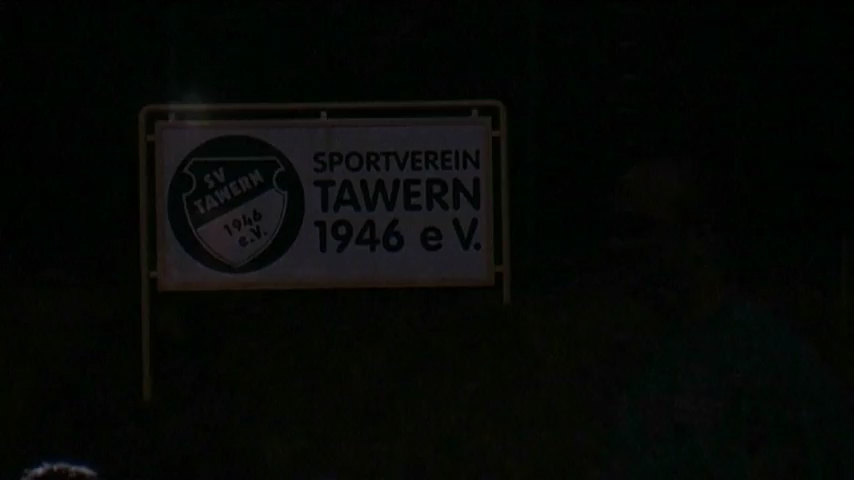 SV
TAWERN
1946
e.V.
SPORTVEREIN
TAWERN
1946 e V.